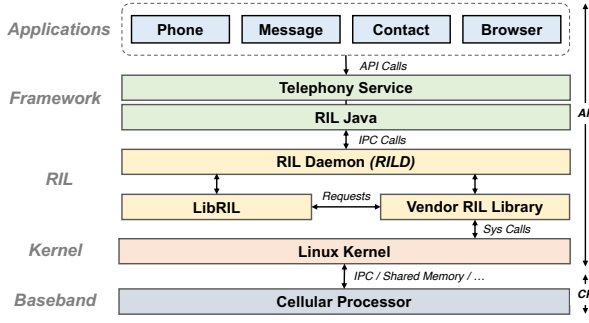 Applications
Phone
Message
Contact
Browser
API Calls
Framework
Telephony Service
RIL Java
IPC Calls
RIL
RIL Daemon (RILD)
LibRIL
Requests
Vendor RIL Library
Sys Calls
Kernel
Linux Kernel
IPC / Shared Memory / ...
Baseband
Cellular Processor